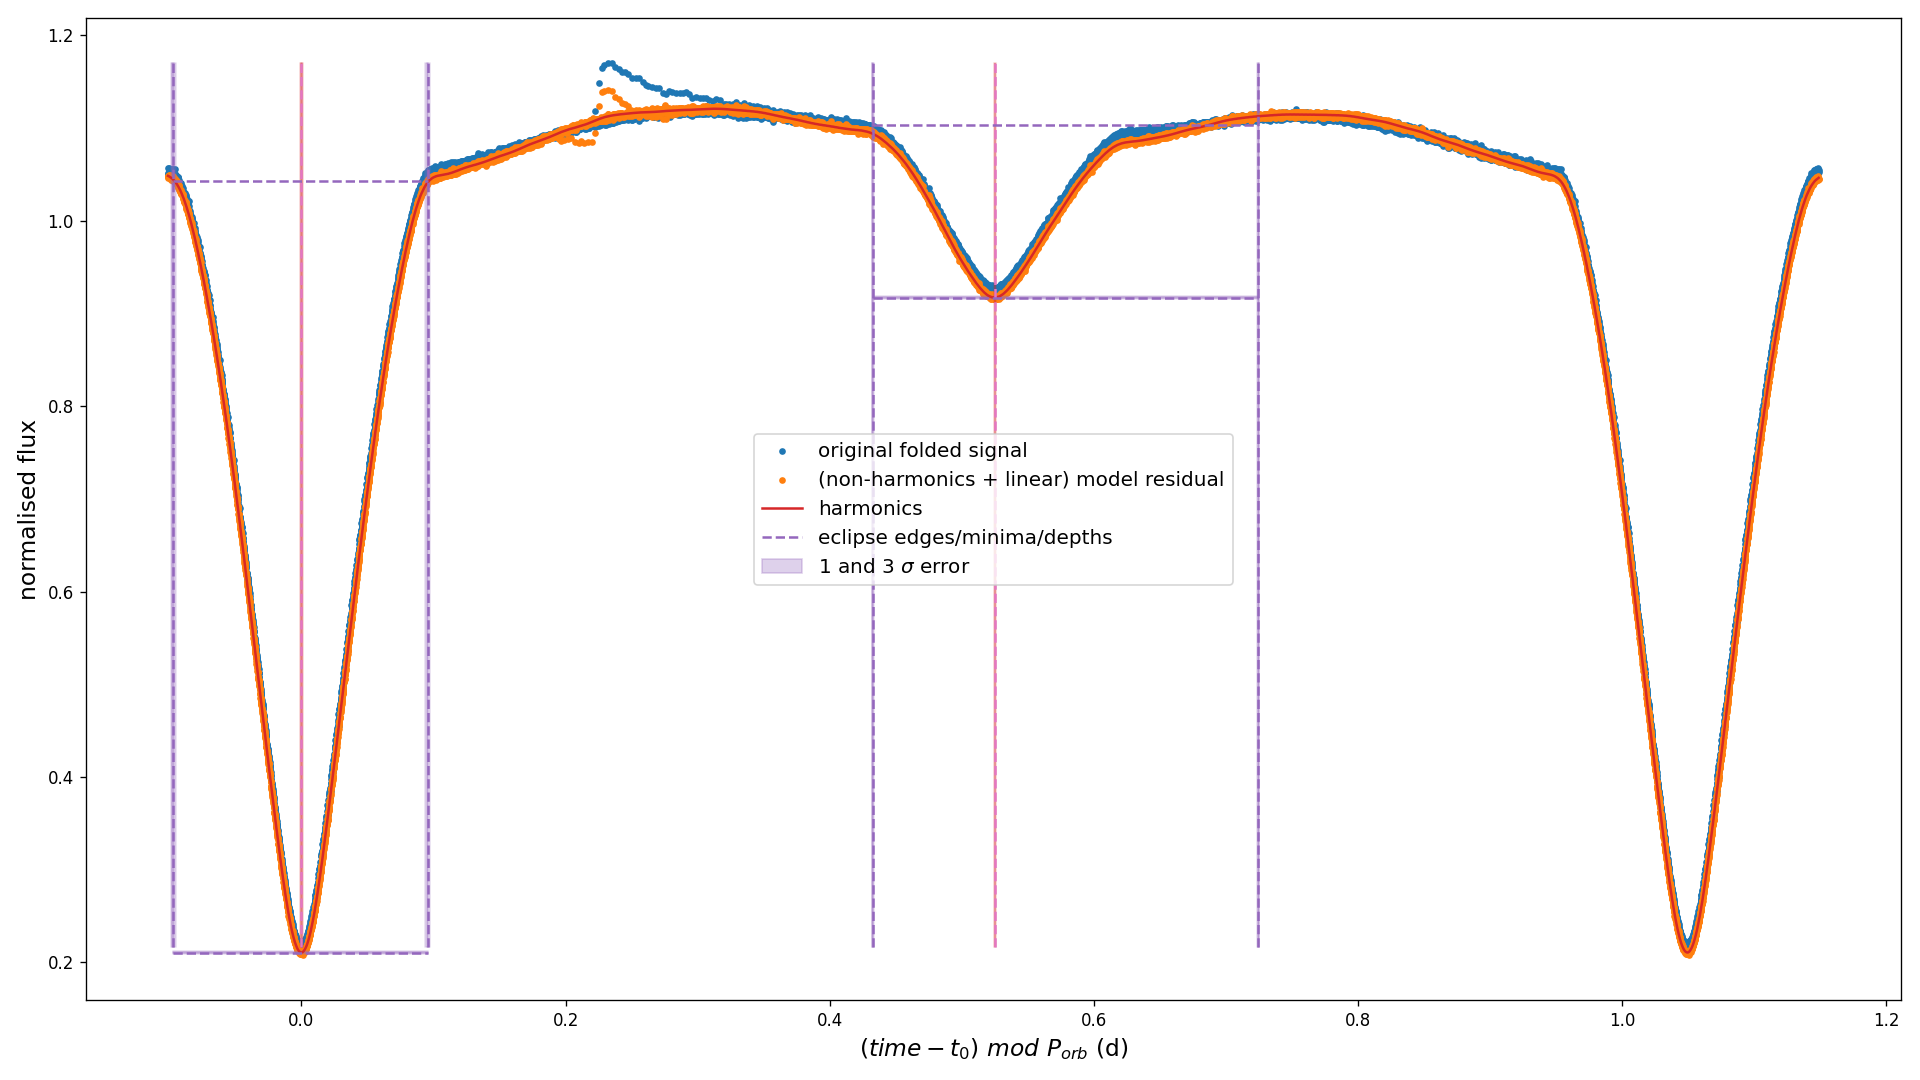 normalised flux
1.2
1.0
0.8
0.6
0.4
0.2
original folded signal
(non-harmonics + linear) model residual
harmonics
eclipse edges/minima/depths
1 and 3 σ error
0.0 0.2 0.4 0.6 0.8 1.0 1.2
(time − t₀) mod P_orb (d)